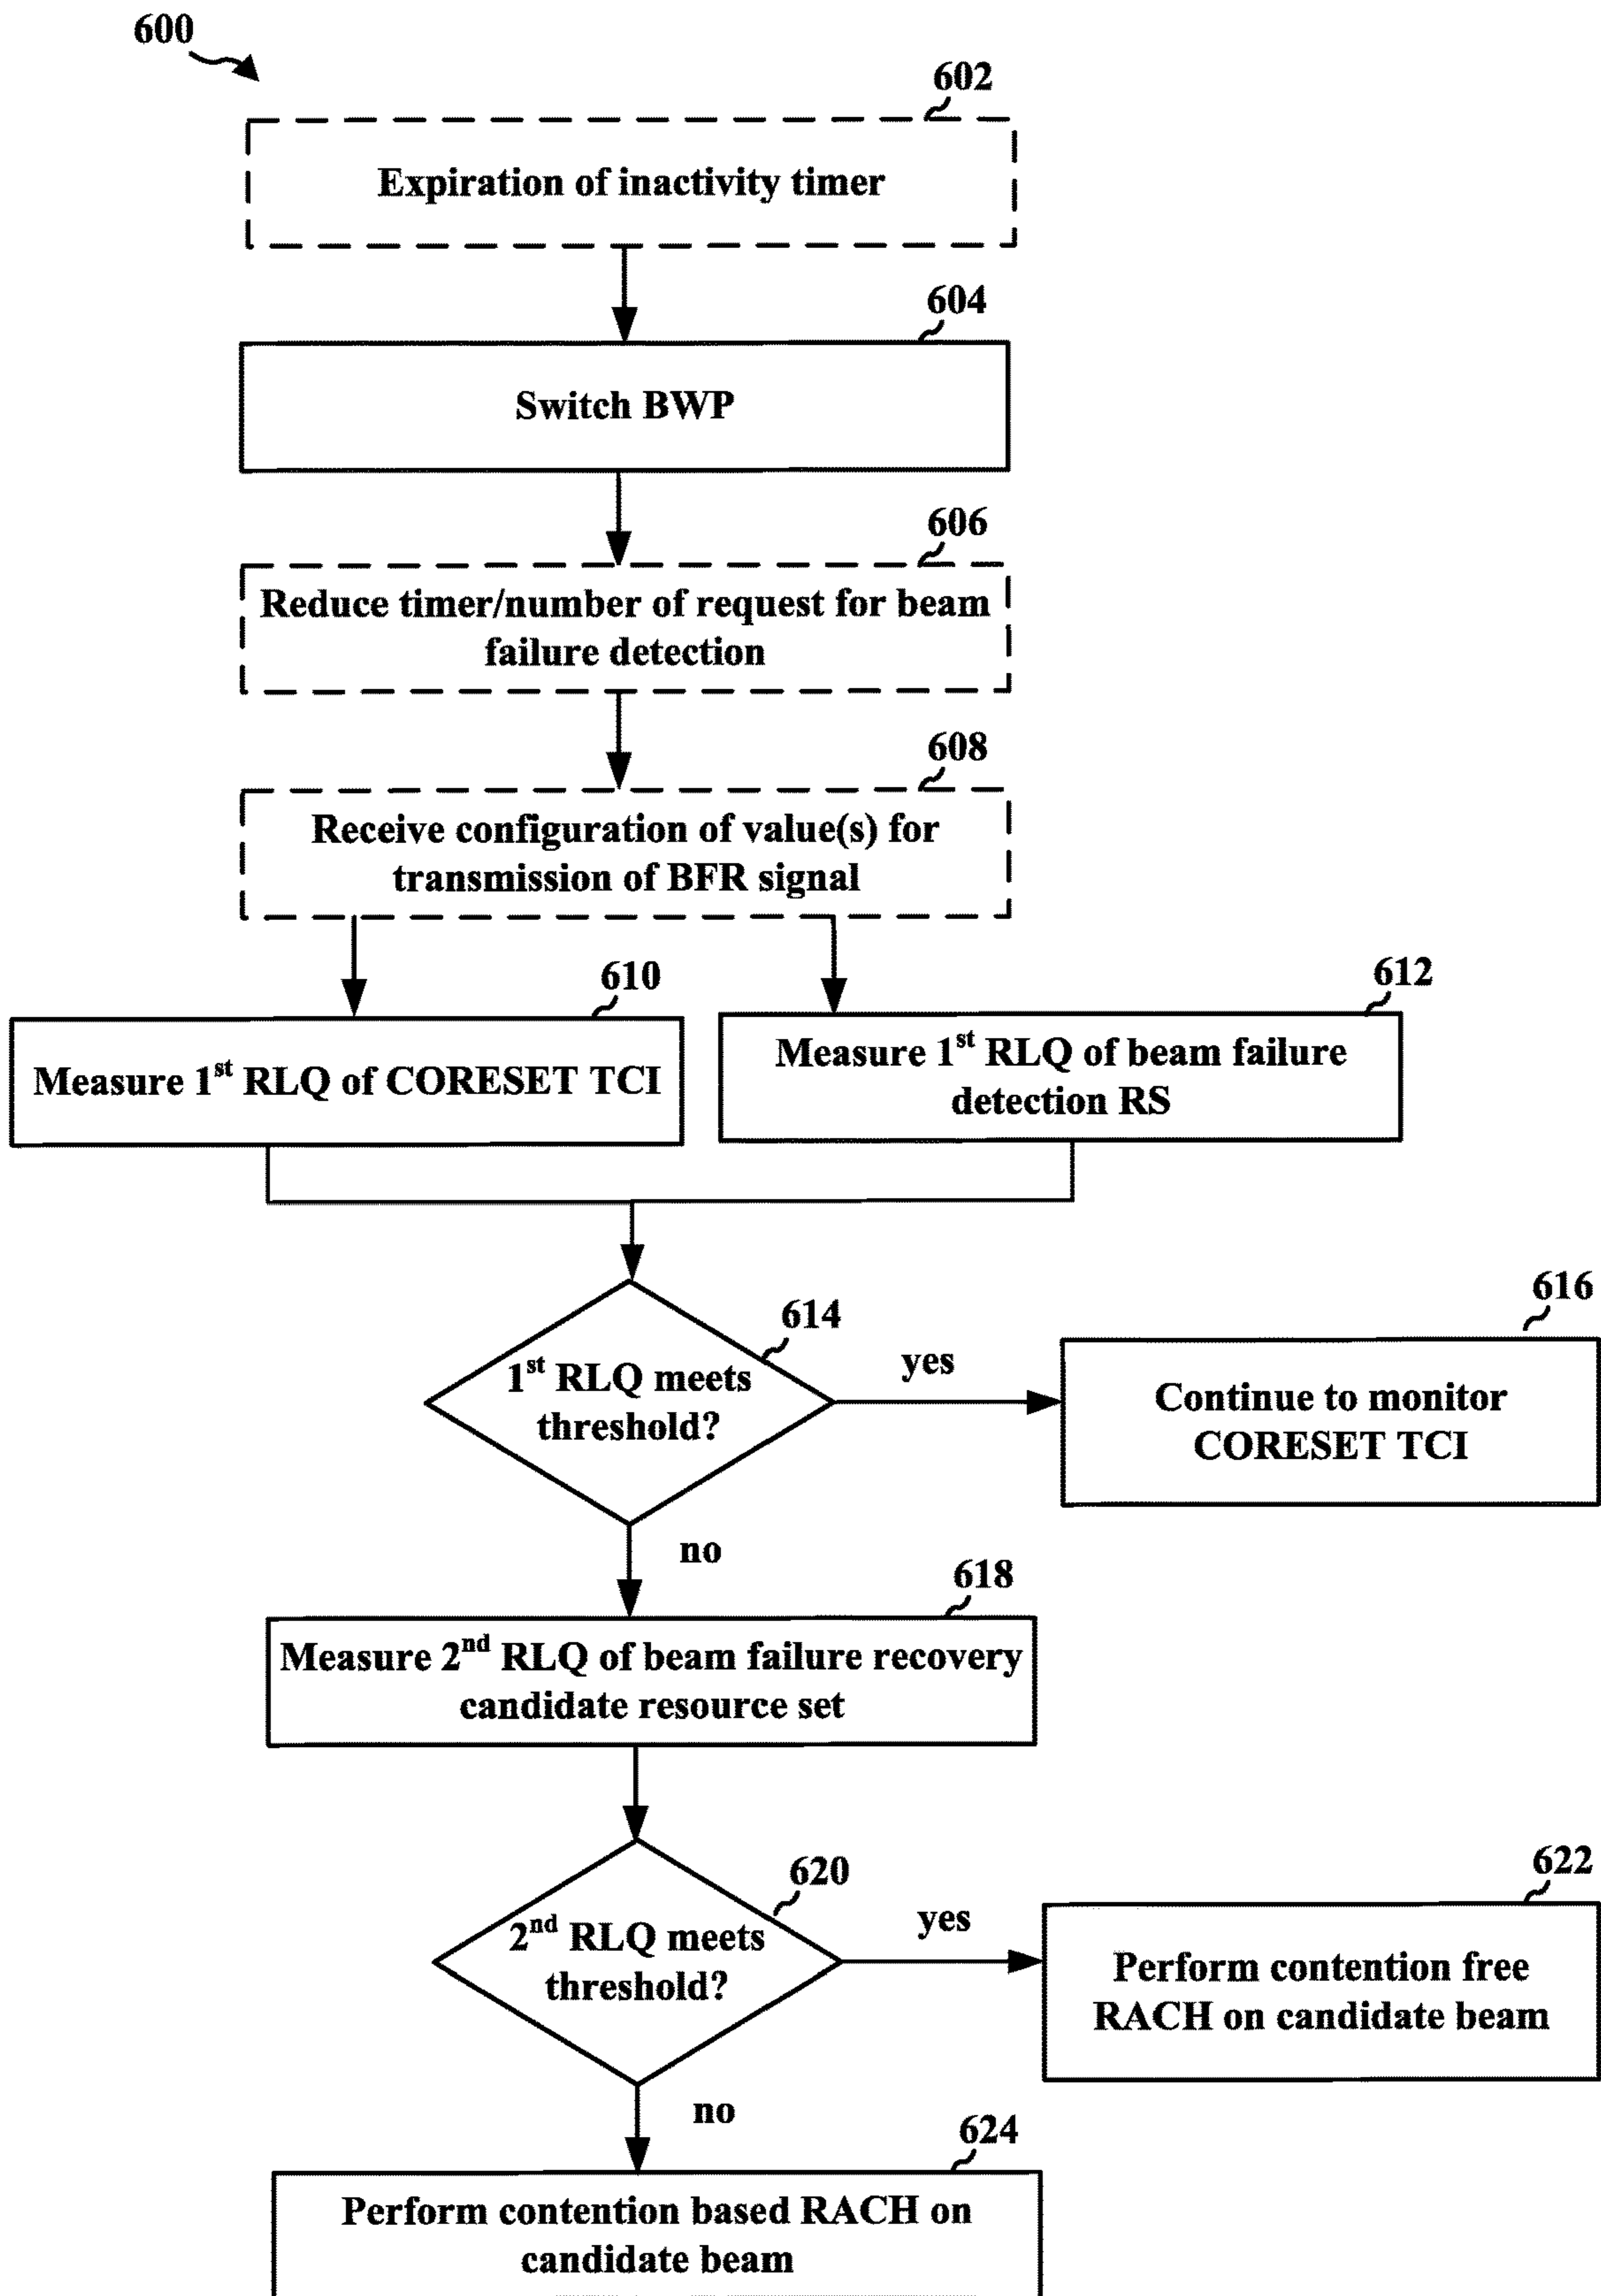 600
602
Expiration of inactivity timer
604
Switch BWP
606
Reduce timer/number of request for beam
failure detection
608
Receive configuration of value(s) for
transmission of BFR signal
610
Measure 1st RLQ of CORESET TCI
612
Measure 1st RLQ of beam failure
detection RS
614
1st RLQ meets
threshold?
yes
616
Continue to monitor
CORESET TCI
no
618
Measure 2nd RLQ of beam failure recovery
candidate resource set
620
2nd RLQ meets
threshold?
yes
622
Perform contention free
RACH on candidate beam
no
624
Perform contention based RACH on
candidate beam